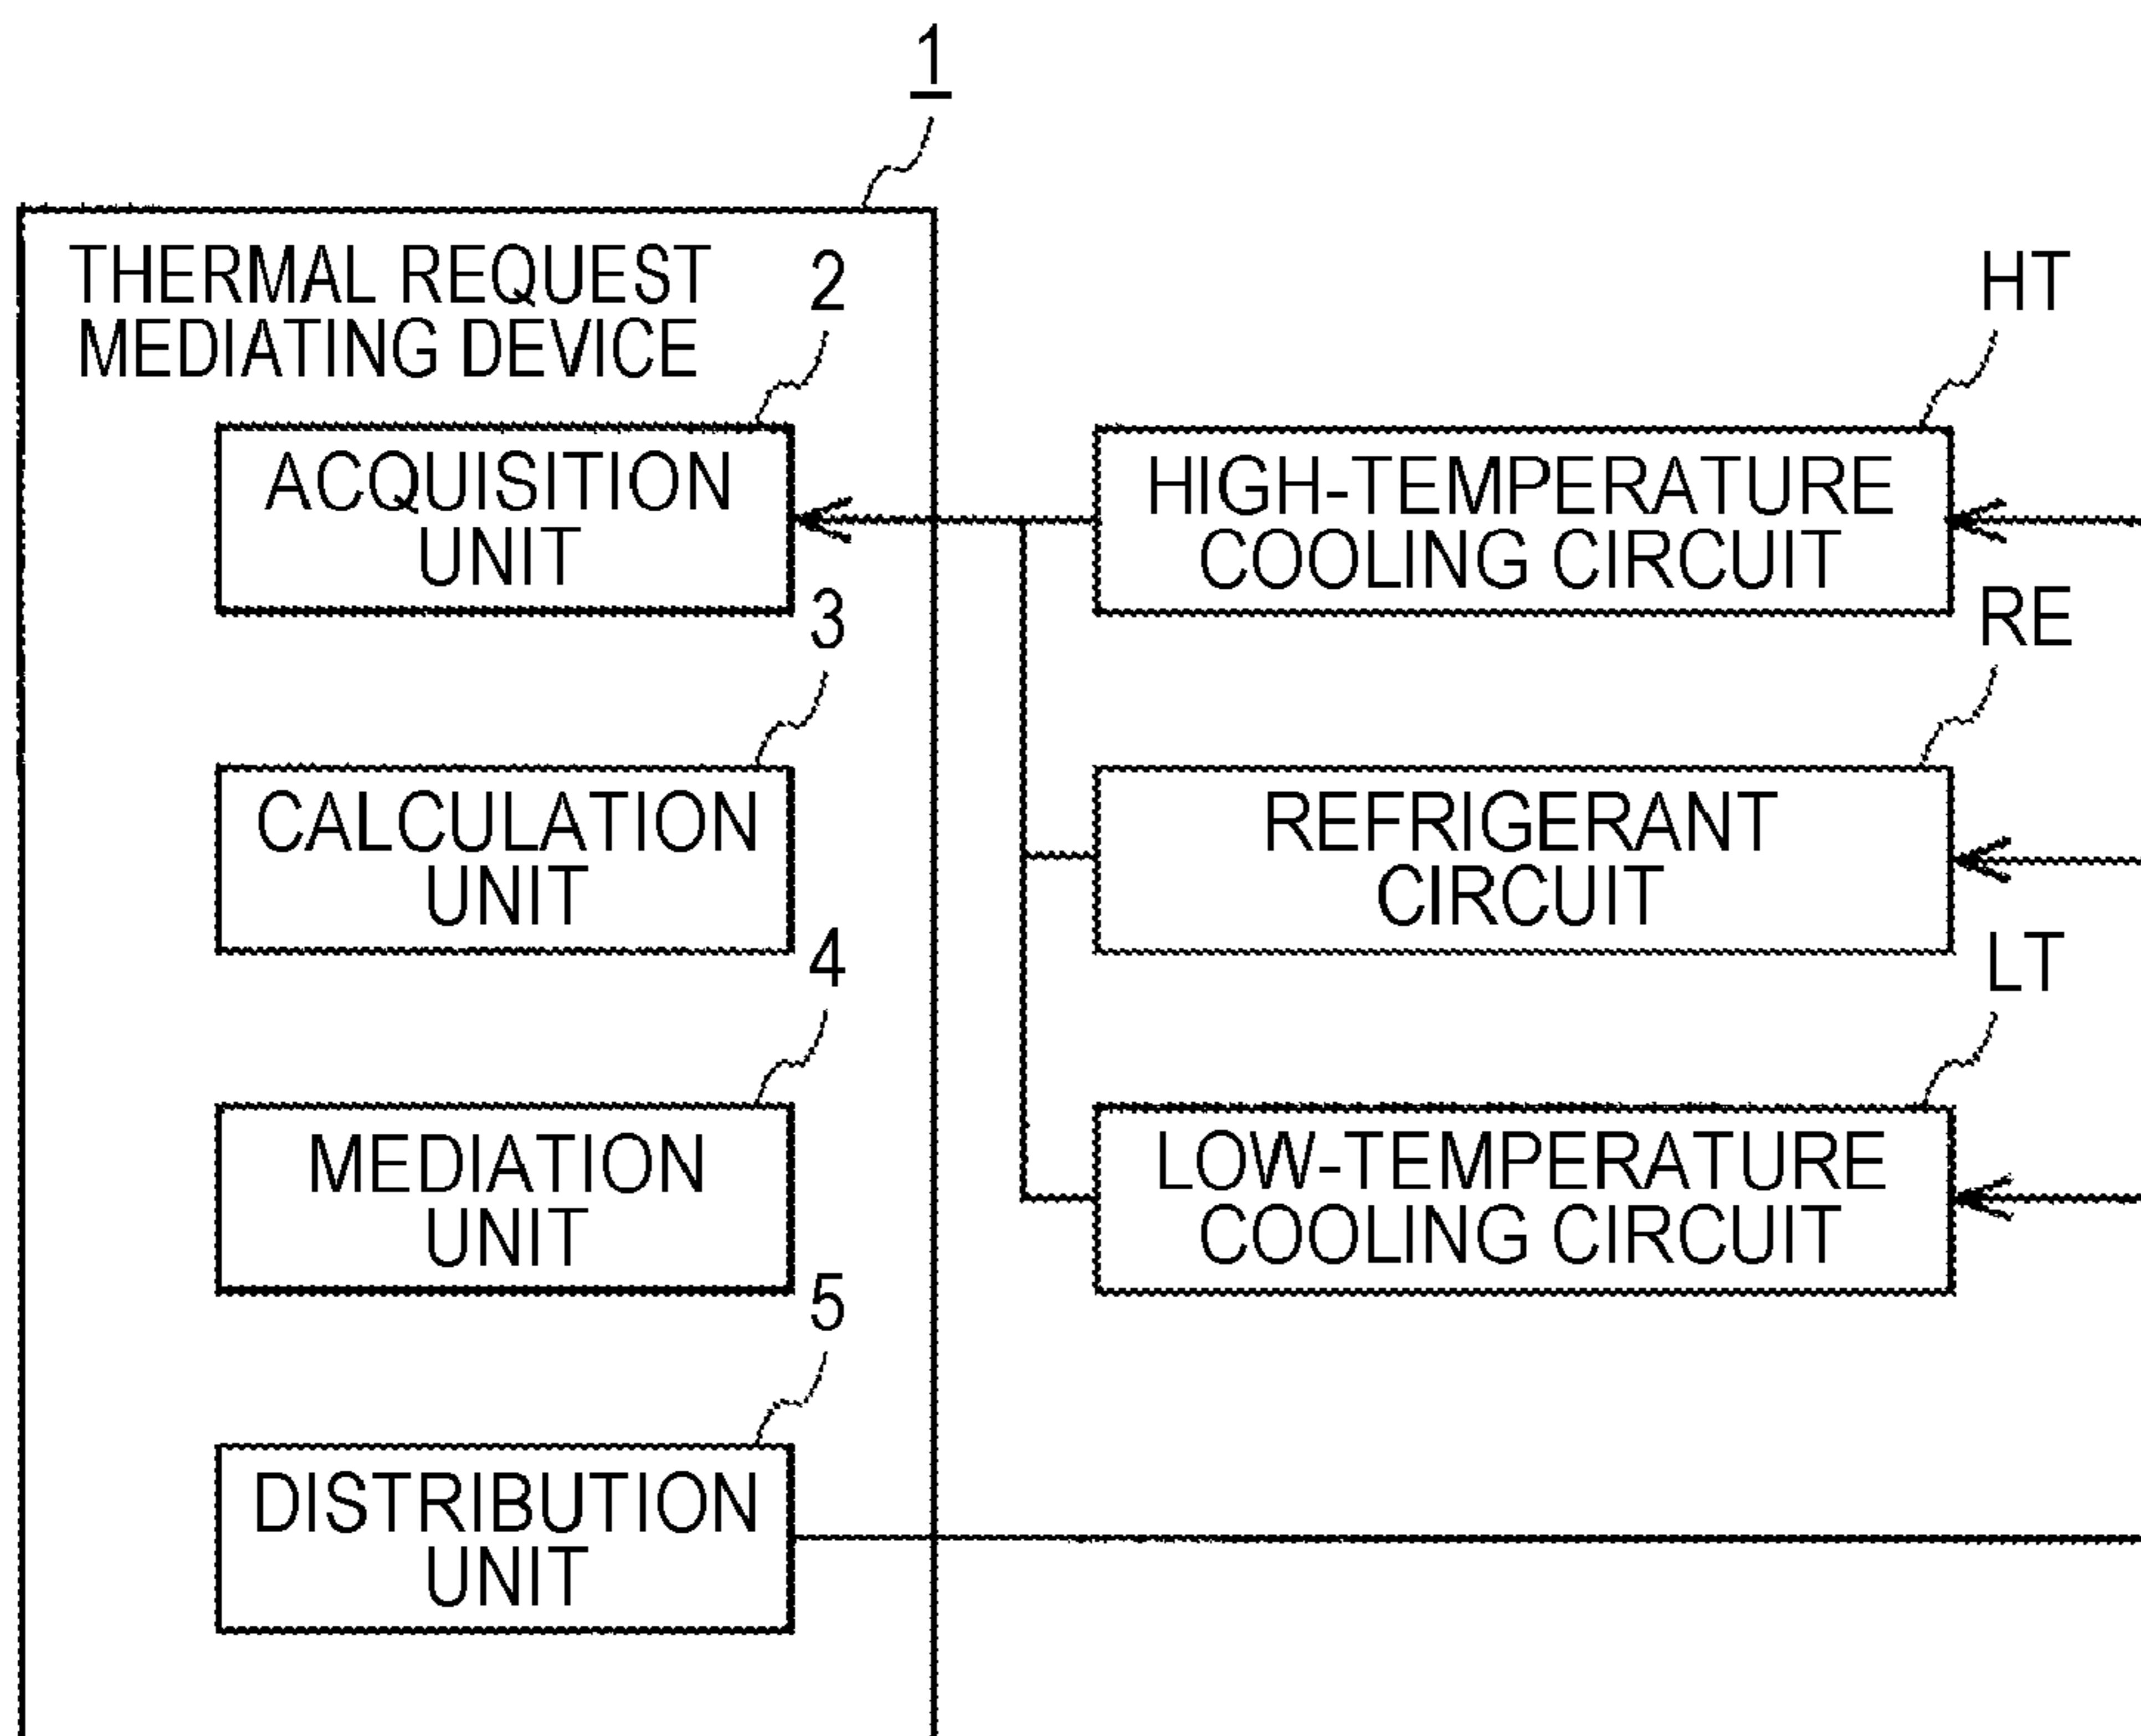 1
THERMAL REQUEST
MEDIATING DEVICE
2
ACQUISITION
UNIT
3
CALCULATION
UNIT
4
MEDIATION
UNIT
5
DISTRIBUTION
UNIT
HT
HIGH-TEMPERATURE
COOLING CIRCUIT
RE
REFRIGERANT
CIRCUIT
LT
LOW-TEMPERATURE
COOLING CIRCUIT